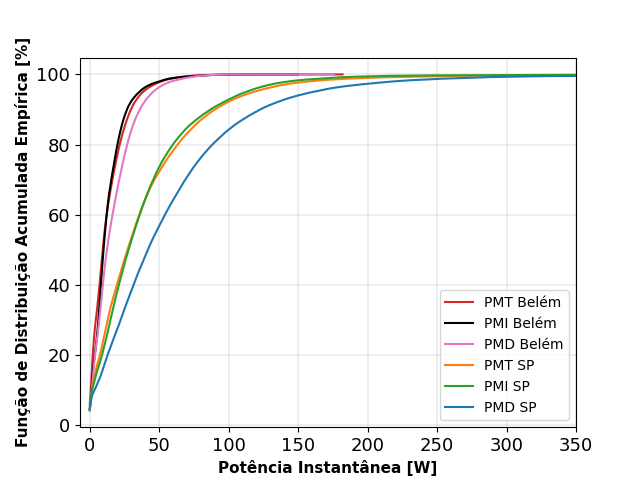 Função de Distribuição Acumulada Empírica [%]
100
80
60
40
20
0
PMT Belém
PMI Belém
PMD Belém
PMT SP
PMI SP
PMD SP
0 50 100 150 200 250 300 350
Potência Instantânea [W]